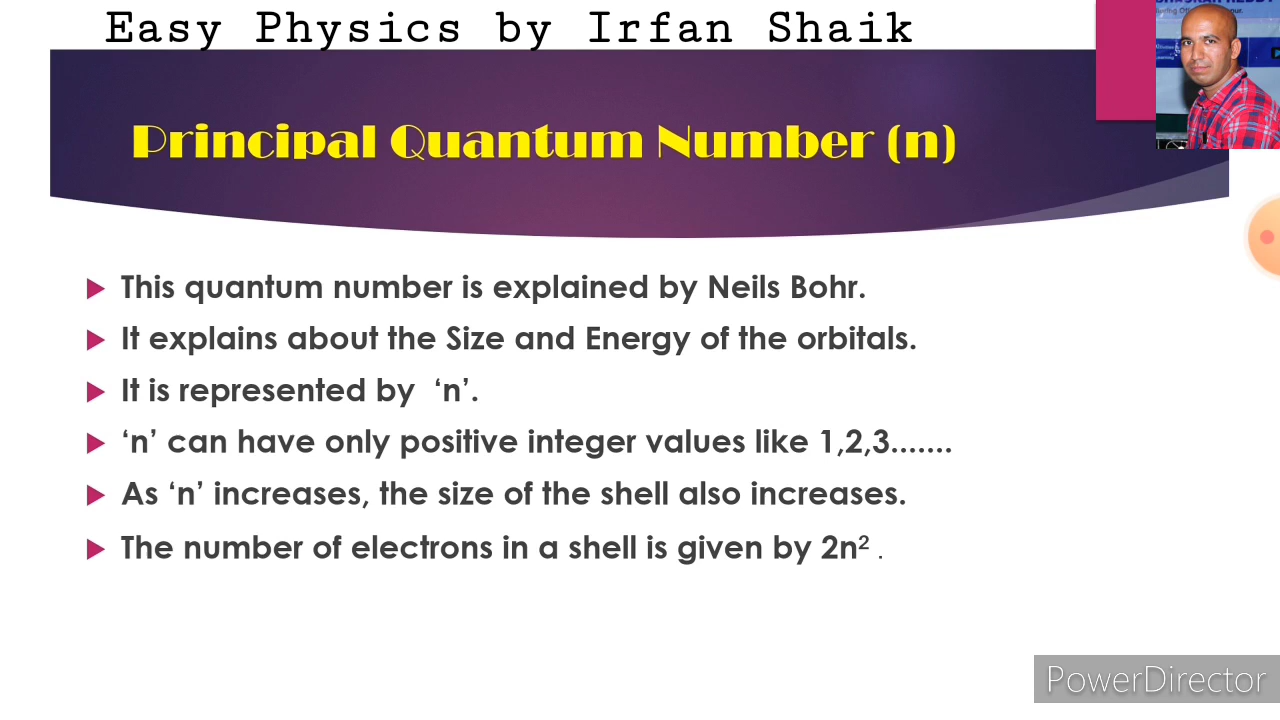 Easy Physics by Irfan Shaik
Principal Quantum Number (n)
This quantum number is explained by Neils Bohr.
It explains about the Size and Energy of the orbitals.
It is represented by ‘n’.
‘n’ can have only positive integer values like 1,2,3.......
As ‘n’ increases, the size of the shell also increases.
The number of electrons in a shell is given by 2n² .
PowerDirector